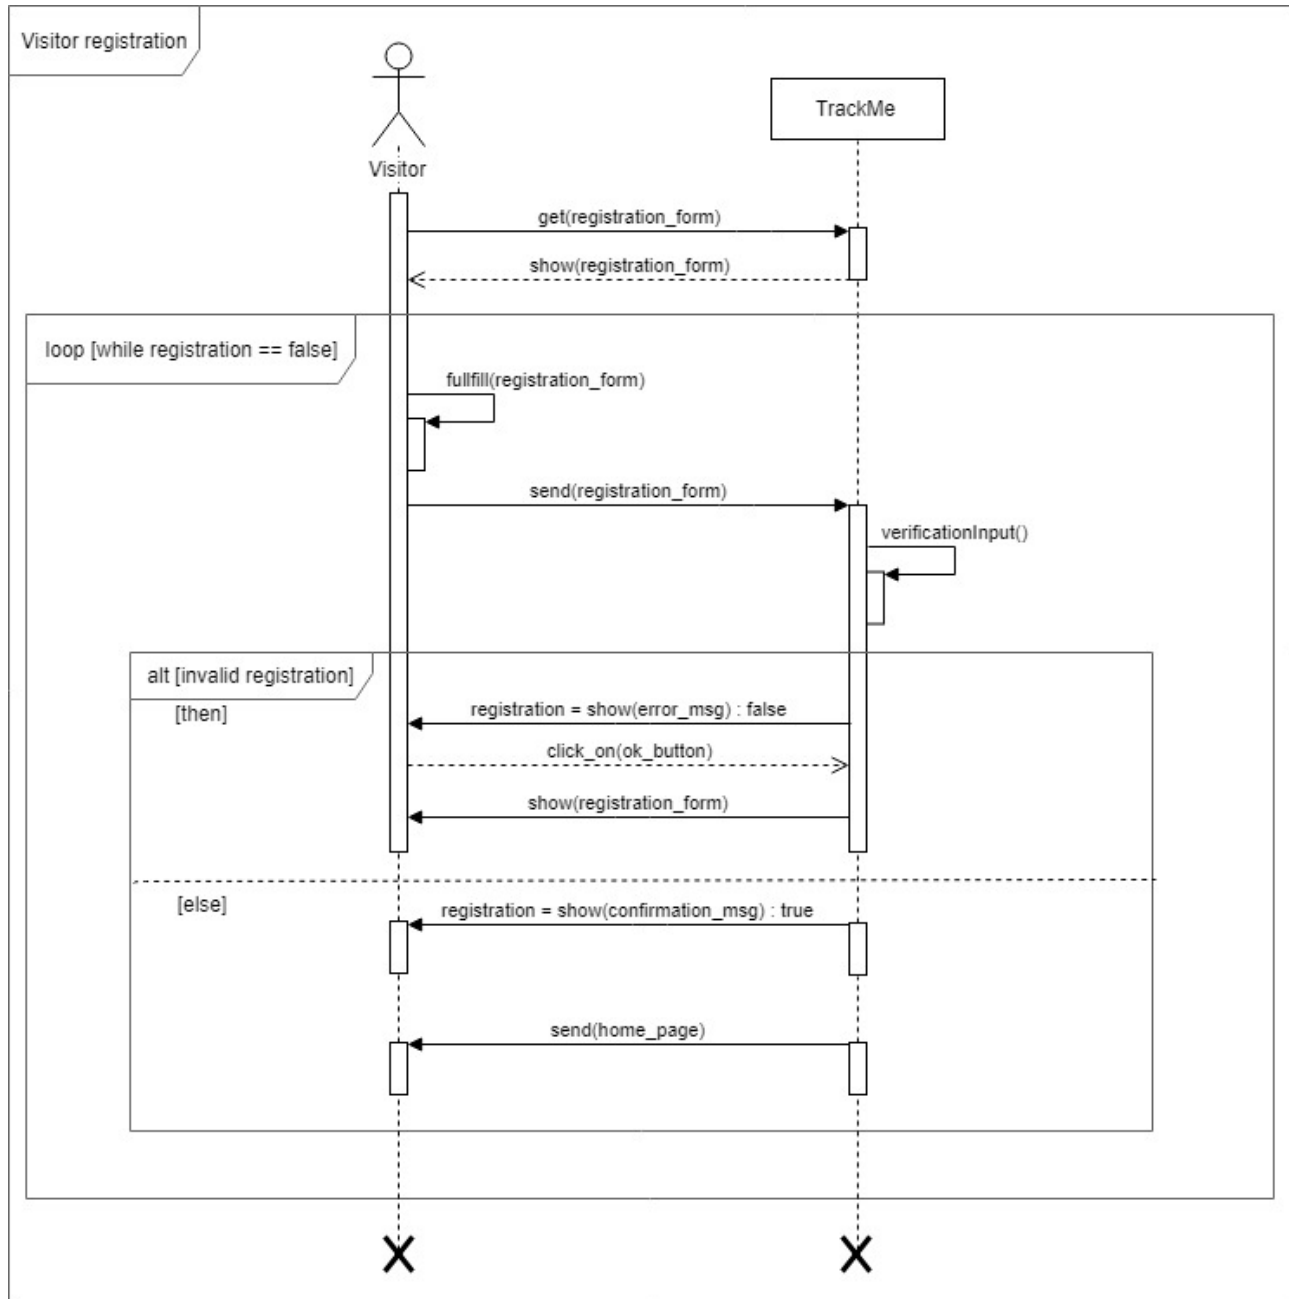 Visitor registration
TrackMe
Visitor
get(registration_form)
show(registration_form)
loop [while registration == false]
fullfill(registration_form)
send(registration_form)
verificationInput()
alt [invalid registration]
[then]
registration = show(error_msg) : false
click_on(ok_button)
show(registration_form)
[else]
registration = show(confirmation_msg) : true
send(home_page)